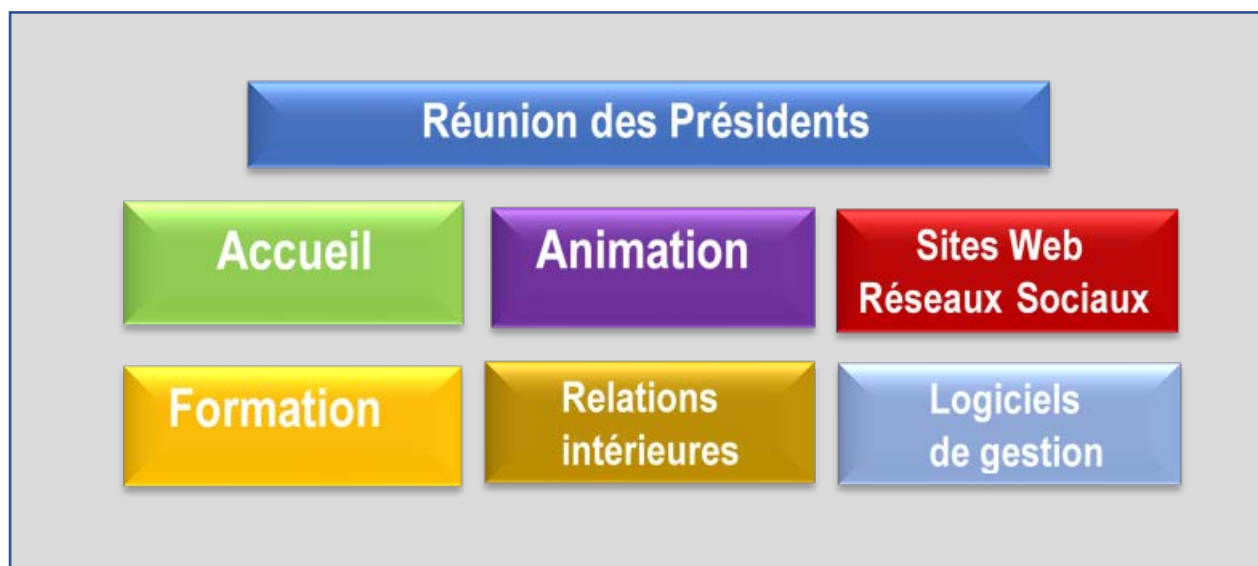 Réunion des Présidents
Accueil
Animation
Sites Web
Réseaux Sociaux
Formation
Relations
intérieures
Logiciels
de gestion